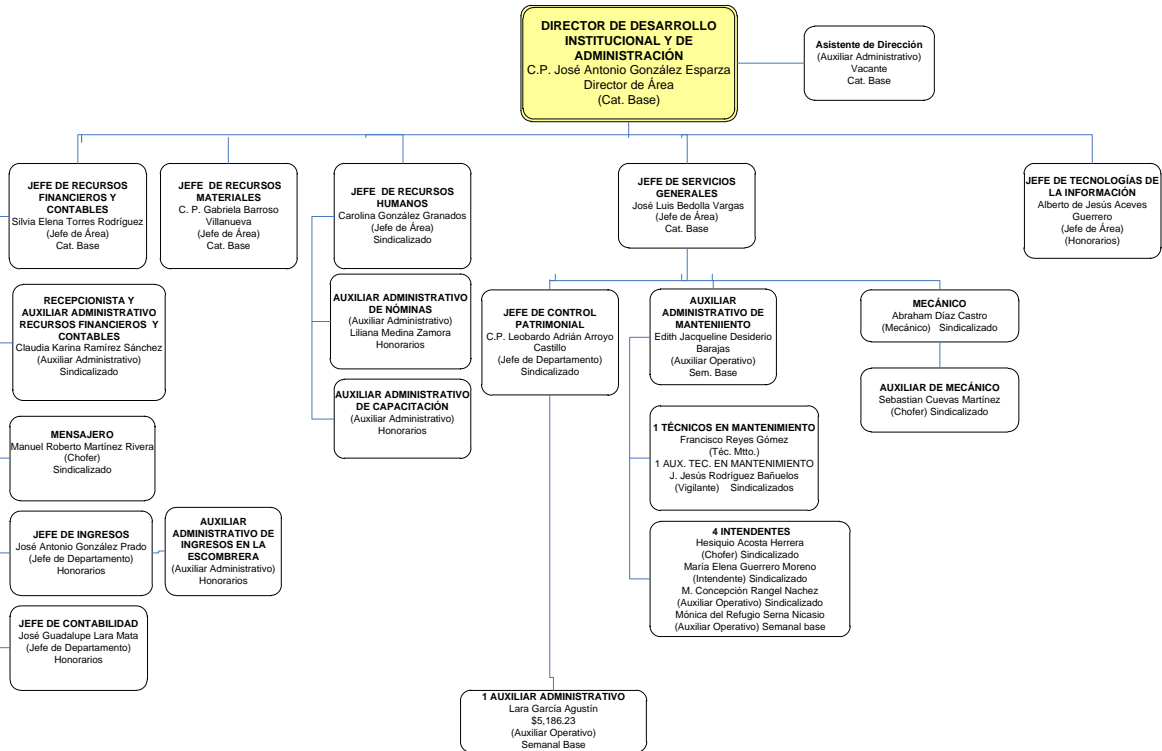 DIRECTOR DE DESARROLLO
INSTITUCIONAL Y DE
ADMINISTRACIÓN
C.P. José Antonio González Esparza
Director de Área
(Cat. Base)
Asistente de Dirección
(Auxiliar Administrativo)
Vacante
Cat. Base
JEFE DE RECURSOS
FINANCIEROS Y
CONTABLES
Silvia Elena Torres Rodríguez
(Jefe de Área)
Cat. Base
JEFE DE RECURSOS
MATERIALES
C. P. Gabriela Barroso
Villanueva
(Jefe de Área)
Cat. Base
JEFE DE RECURSOS
HUMANOS
Carolina González Granados
(Jefe de Área)
Sindicalizado
JEFE DE SERVICIOS
GENERALES
José Luis Bedolla Vargas
(Jefe de Área)
Cat. Base
JEFE DE TECNOLOGÍAS DE
LA INFORMACIÓN
Alberto de Jesús Aceves
Guerrero
(Jefe de Área)
(Honorarios)
RECEPCIONISTA Y
AUXILIAR ADMINISTRATIVO
RECURSOS FINANCIEROS Y
CONTABLES
Claudia Karina Ramírez Sánchez
(Auxiliar Administrativo)
Sindicalizado
AUXILIAR ADMINISTRATIVO
DE NÓMINAS
(Auxiliar Administrativo)
Liliana Medina Zamora
Honorarios
AUXILIAR ADMINISTRATIVO
DE CAPACITACIÓN
(Auxiliar Administrativo)
Honorarios
JEFE DE CONTROL
PATRIMONIAL
C.P. Leobardo Adrián Arroyo
Castillo
(Jefe de Departamento)
Sindicalizado
AUXILIAR
ADMINISTRATIVO DE
MANTENIIENTO
Edith Jacqueline Desiderio
Barajas
(Auxiliar Operativo)
Sem. Base
MECÁNICO
Abraham Díaz Castro
(Mecánico) Sindicalizado
AUXILIAR DE MECÁNICO
Sebastian Cuevas Martínez
(Chofer) Sindicalizado
MENSAJERO
Manuel Roberto Martínez Rivera
(Chofer)
Sindicalizado
1 TÉCNICOS EN MANTENIMIENTO
Francisco Reyes Gómez
(Téc. Mtto.)
1 AUX. TEC. EN MANTENIMIENTO
J. Jesús Rodríguez Bañuelos
(Vigilante) Sindicalizados
JEFE DE INGRESOS
José Antonio González Prado
(Jefe de Departamento)
Honorarios
AUXILIAR
ADMINISTRATIVO DE
INGRESOS EN LA
ESCOMBRERA
(Auxiliar Administrativo)
Honorarios
4 INTENDENTES
Hesiquio Acosta Herrera
(Chofer) Sindicalizado
María Elena Guerrero Moreno
(Intendente) Sindicalizado
M. Concepción Rangel Nachez
(Auxiliar Operativo) Sindicalizado
Mónica del Refugio Serna Nicasio
(Auxiliar Operativo) Semanal base
JEFE DE CONTABILIDAD
José Guadalupe Lara Mata
(Jefe de Departamento)
Honorarios
1 AUXILIAR ADMINISTRATIVO
Lara García Agustín
$5,186.23
(Auxiliar Operativo)
Semanal Base